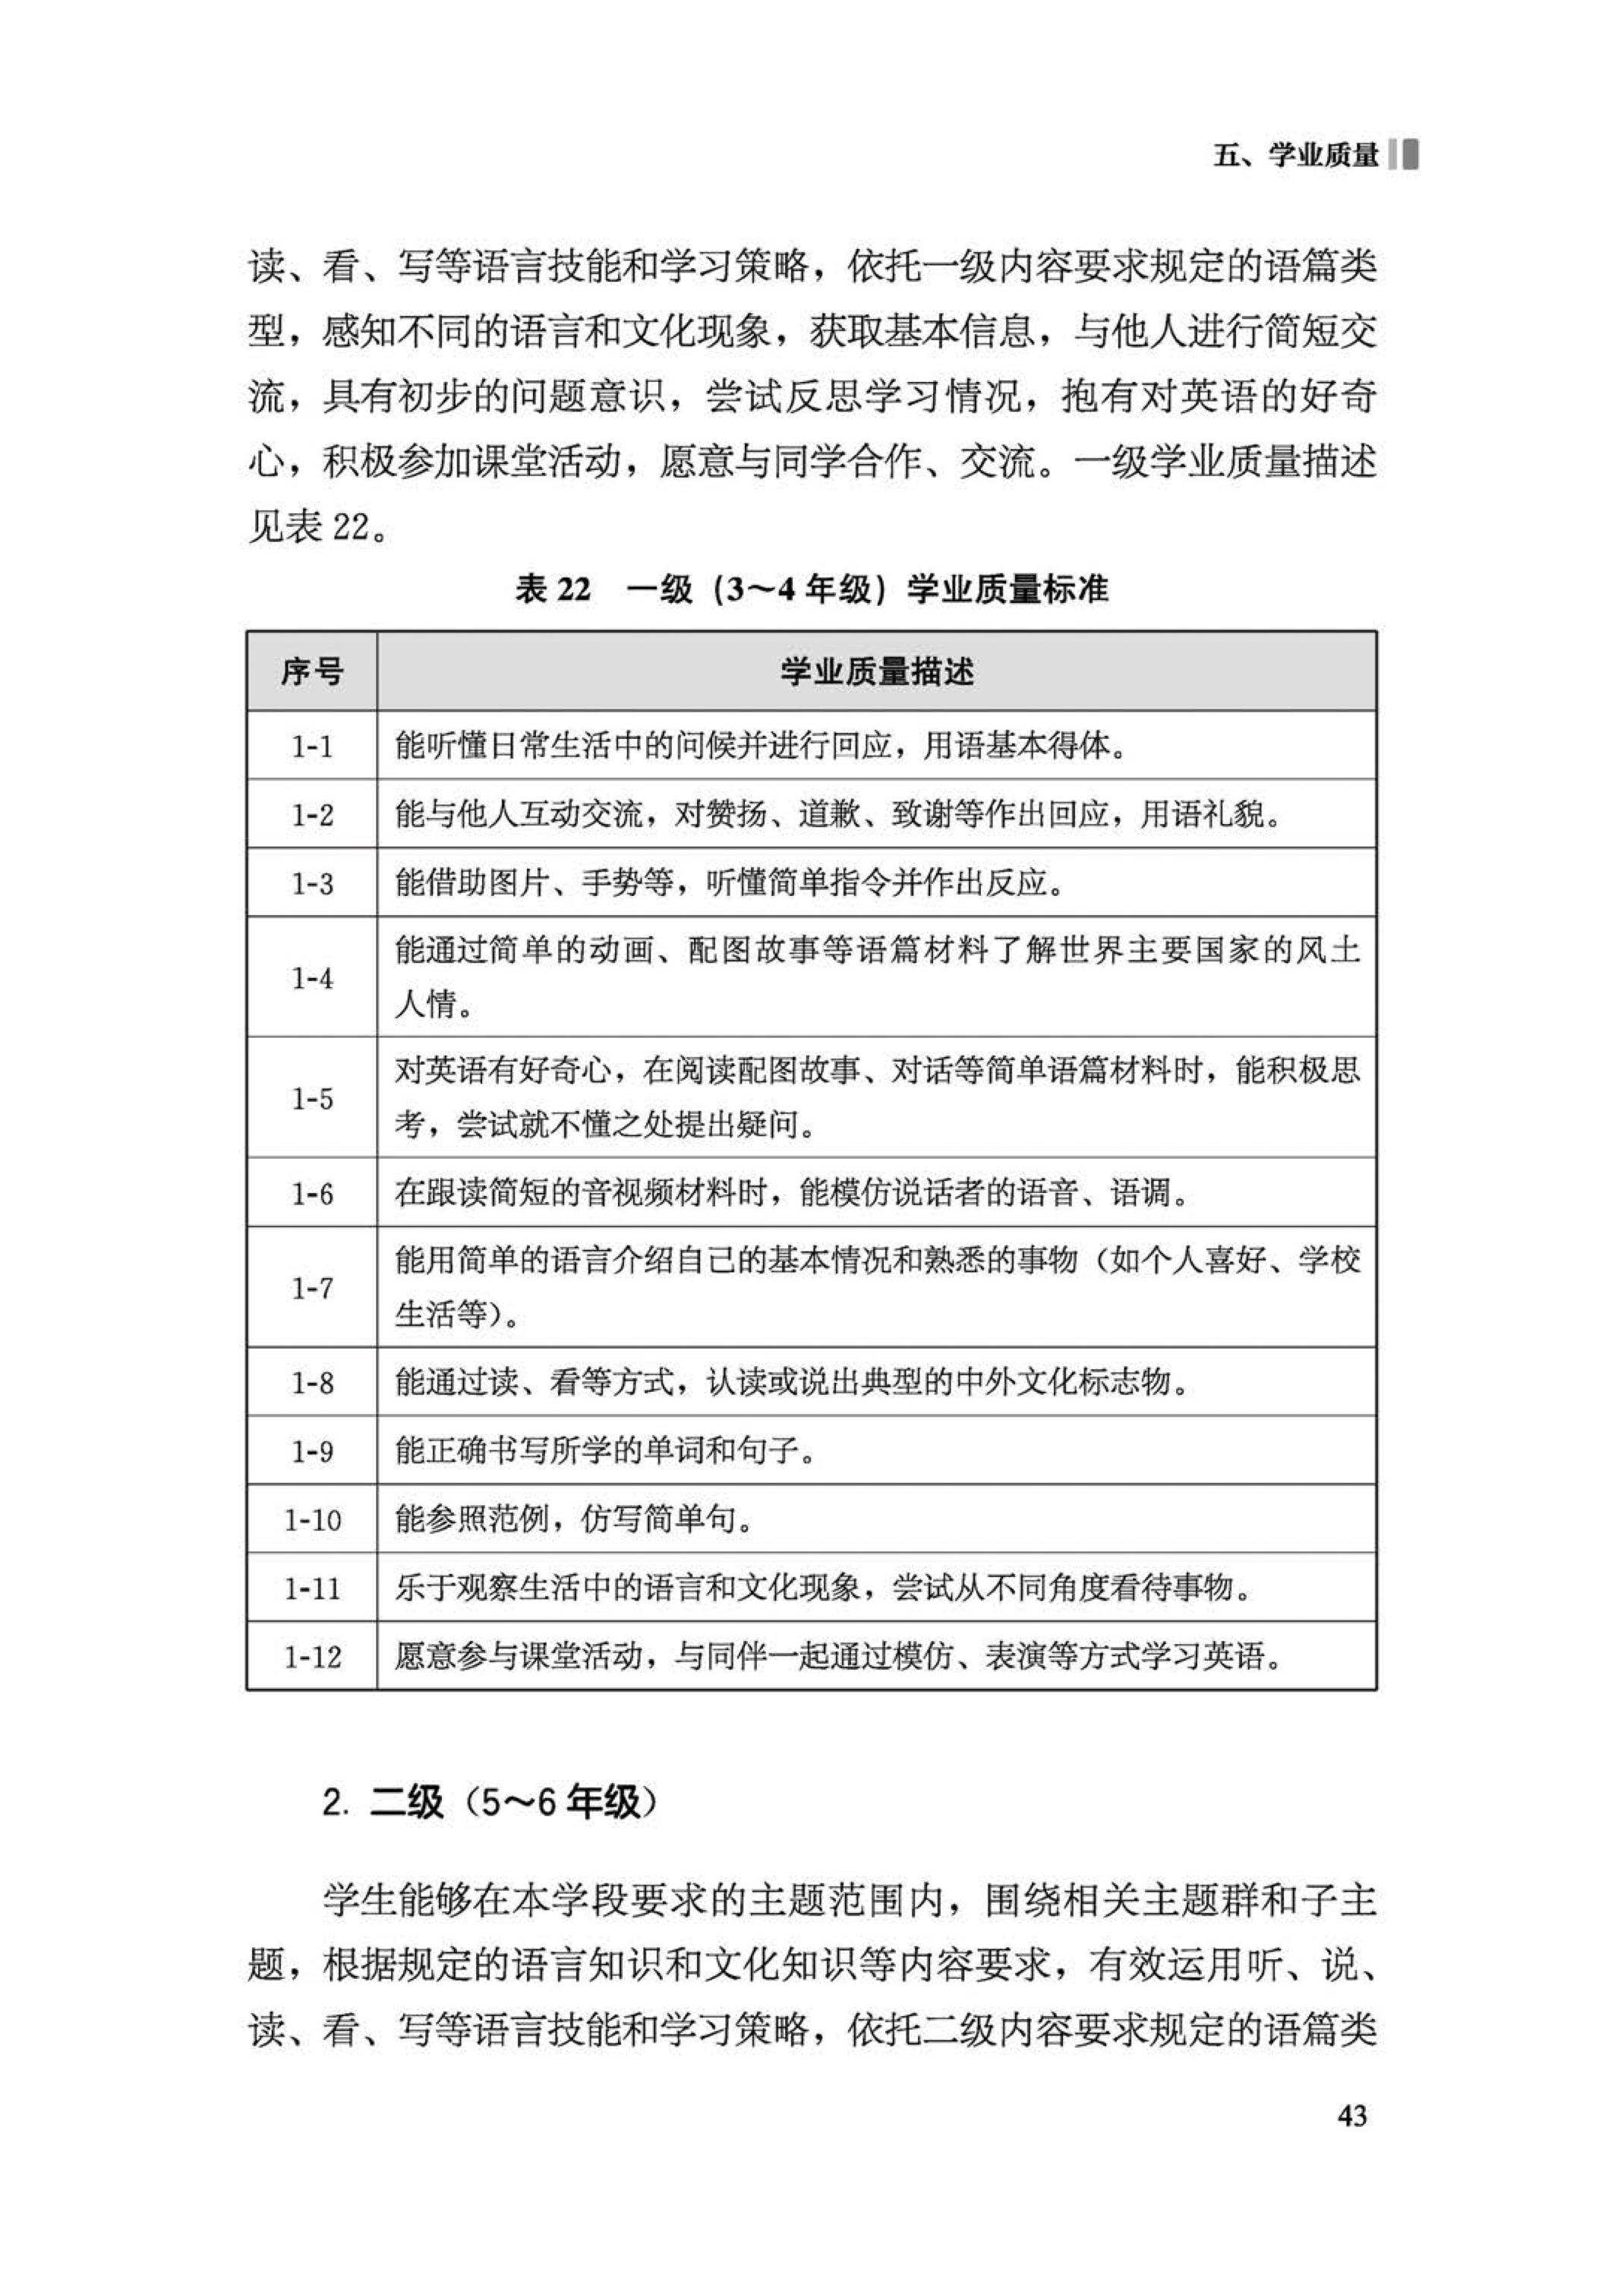 五、学业质量
读、看、写等语言技能和学习策略，依托一级内容要求规定的语篇类
型，感知不同的语言和文化现象，获取基本信息，与他人进行简短交
流，具有初步的问题意识，尝试反思学习情况，抱有对英语的好奇
心，积极参加课堂活动，愿意与同学合作、交流。一级学业质量描述
见表 22。
表 22 一级（3～4 年级）学业质量标准
序号 学业质量描述
1-1 能听懂日常生活中的问候并进行回应，用语基本得体。
1-2 能与他人互动交流，对赞扬、道歉、致谢等作出回应，用语礼貌。
1-3 能借助图片、手势等，听懂简单指令并作出反应。
1-4 能通过简单的动画、配图故事等语篇材料了解世界主要国家的风土
人情。
1-5 对英语有好奇心，在阅读配图故事、对话等简单语篇材料时，能积极思
考，尝试就不懂之处提出疑问。
1-6 在跟读简短的音视频材料时，能模仿说话者的语音、语调。
1-7 能用简单的语言介绍自己的基本情况和熟悉的事物（如个人喜好、学校
生活等）。
1-8 能通过读、看等方式，认读或说出典型的中外文化标志物。
1-9 能正确书写所学的单词和句子。
1-10 能参照范例，仿写简单句。
1-11 乐于观察生活中的语言和文化现象，尝试从不同角度看待事物。
1-12 愿意参与课堂活动，与同伴一起通过模仿、表演等方式学习英语。
2. 二级（5～6 年级）
学生能够在本学段要求的主题范围内，围绕相关主题群和子主
题，根据规定的语言知识和文化知识等内容要求，有效运用听、说、
读、看、写等语言技能和学习策略，依托二级内容要求规定的语篇类
43